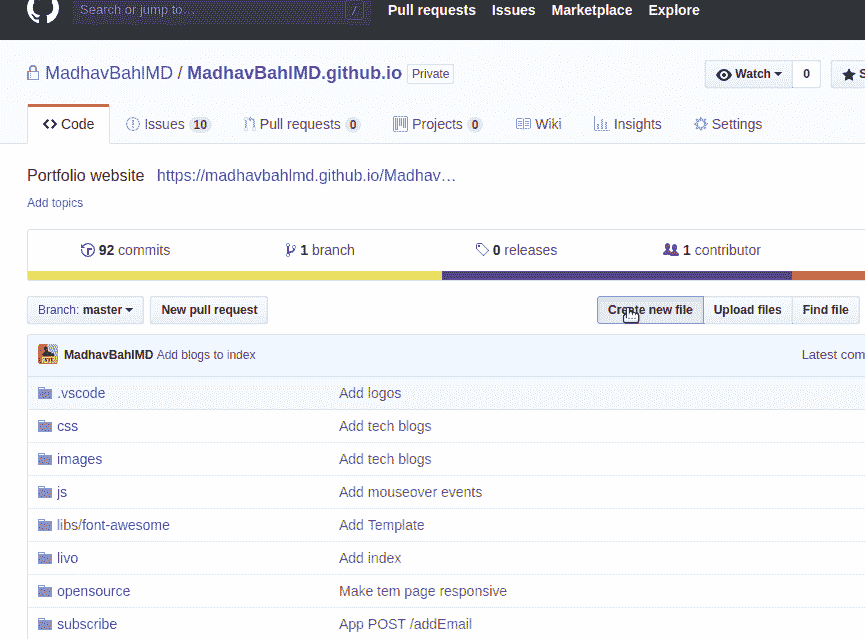 Search or jump to... /
Pull requests Issues Marketplace Explore
MadhavBahlMD / MadhavBahlMD.github.io Private
Watch 0
Code Issues 10 Pull requests 0 Projects 0 Wiki Insights Settings
Portfolio website https://madhavbahlmd.github.io/Madhav...
Add topics
92 commits 1 branch 0 releases 1 contributor
Branch: master New pull request Create new file Upload files Find file
MadhavBahlMD Add blogs to index Latest com
.vscode Add logos
css Add tech blogs
images Add tech blogs
js Add mouseover events
libs/font-awesome Add Template
livo Add index
opensource Make tem page responsive
subscribe App POST /addEmail